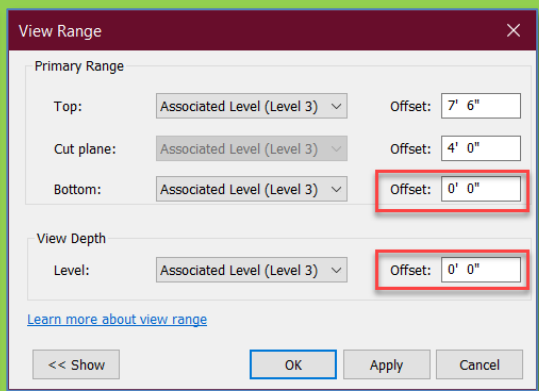 View Range
Primary Range
Top: Associated Level (Level 3) Offset: 7' 6"
Cut plane: Associated Level (Level 3) Offset: 4' 0"
Bottom: Associated Level (Level 3) Offset: 0' 0"
View Depth
Level: Associated Level (Level 3) Offset: 0' 0"
Learn more about view range
<< Show OK Apply Cancel